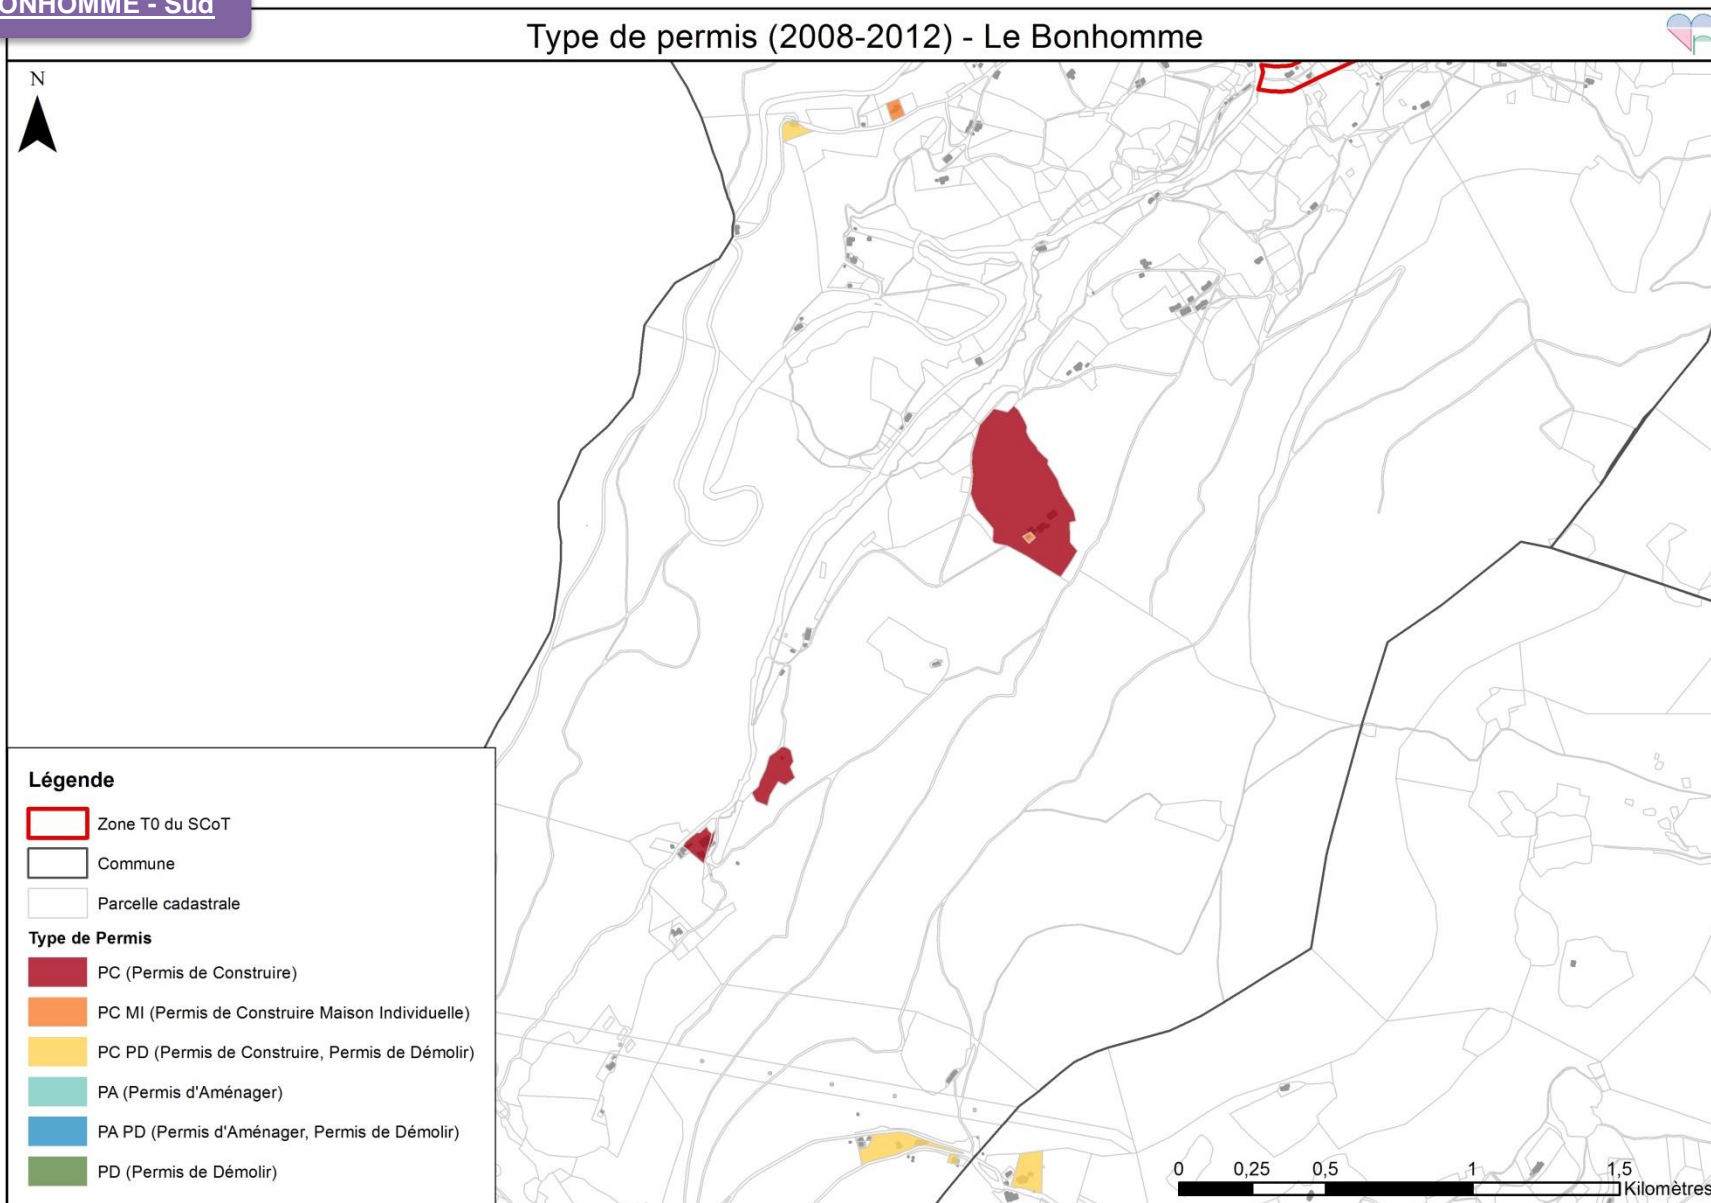 ONHOMME - Sud
Type de permis (2008-2012) - Le Bonhomme
N
Légende
Zone T0 du SCoT
Commune
Parcelle cadastrale
Type de Permis
PC (Permis de Construire)
PC MI (Permis de Construire Maison Individuelle)
PC PD (Permis de Construire, Permis de Démolir)
PA (Permis d'Aménager)
PA PD (Permis d'Aménager, Permis de Démolir)
PD (Permis de Démolir)
0 0,25 0,5 1 1,5
Kilomètres